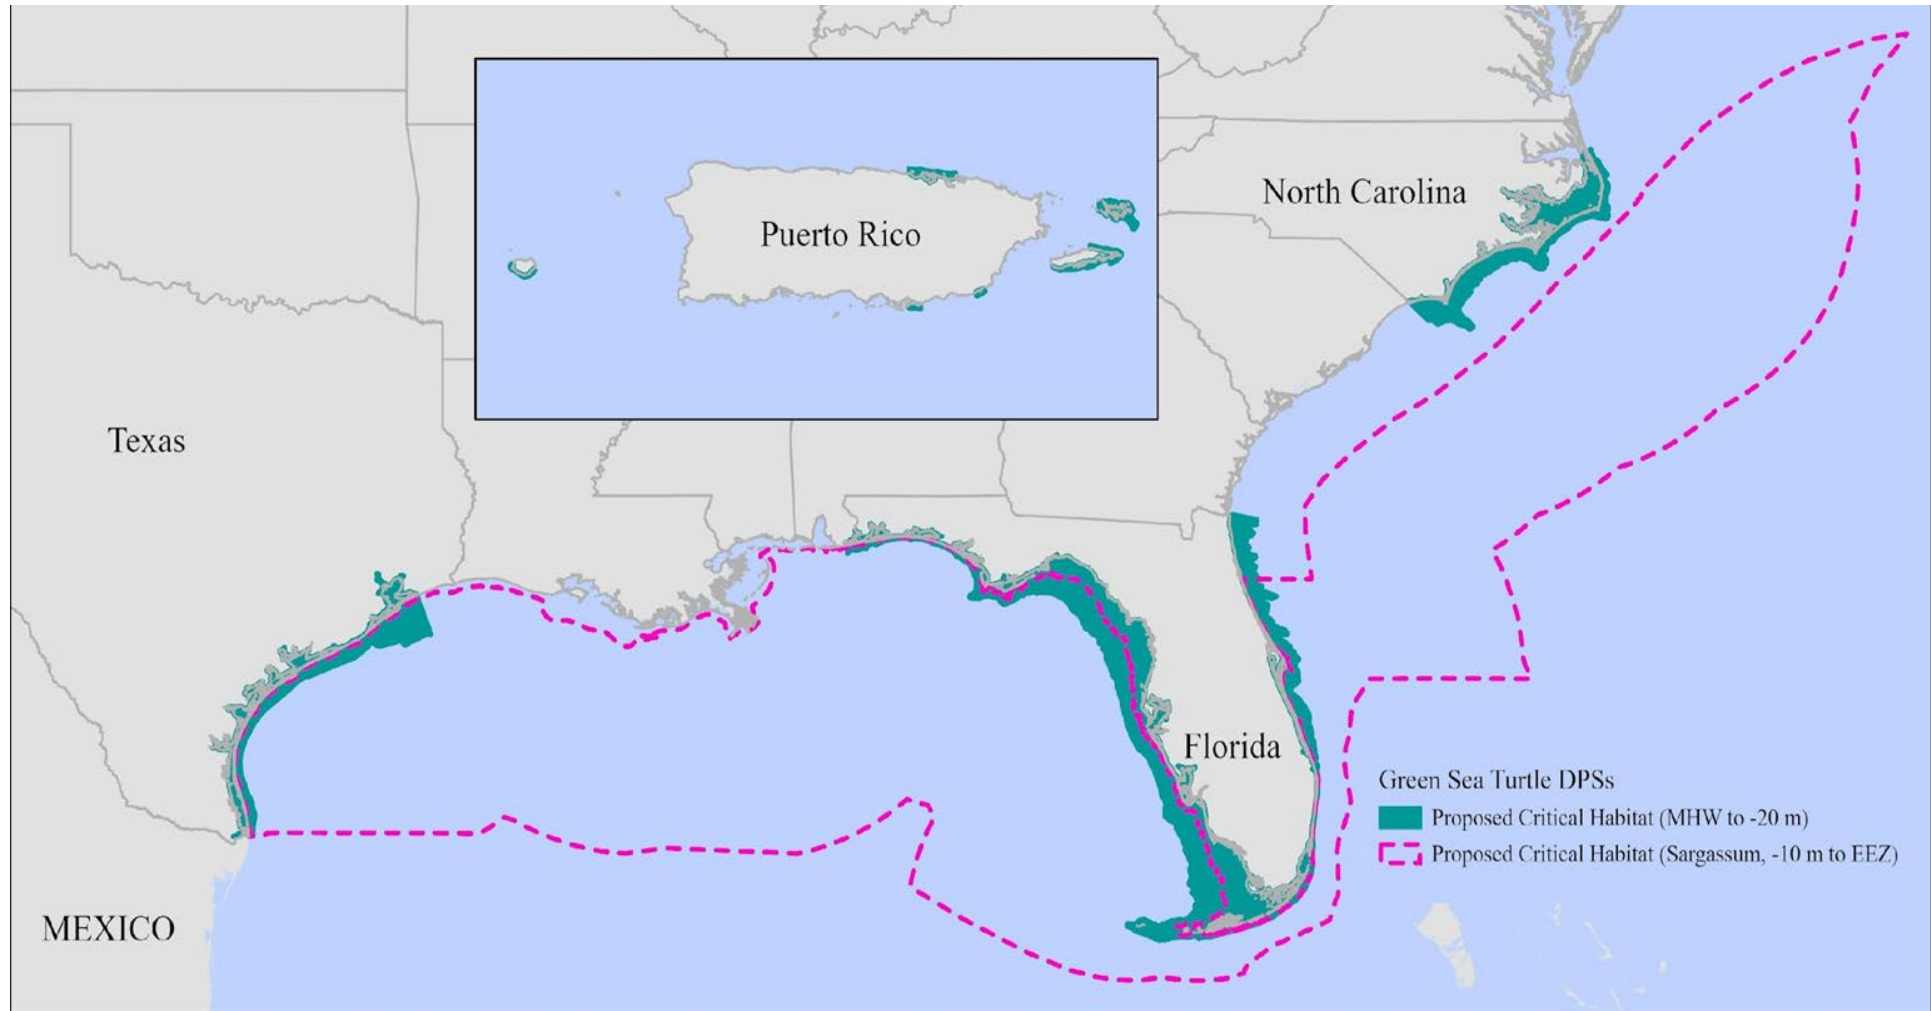 North Carolina
Puerto Rico
Texas
Florida
Green Sea Turtle DPSs
Proposed Critical Habitat (MHW to -20 m)
Proposed Critical Habitat (Sargassum, -10 m to EEZ)
MEXICO